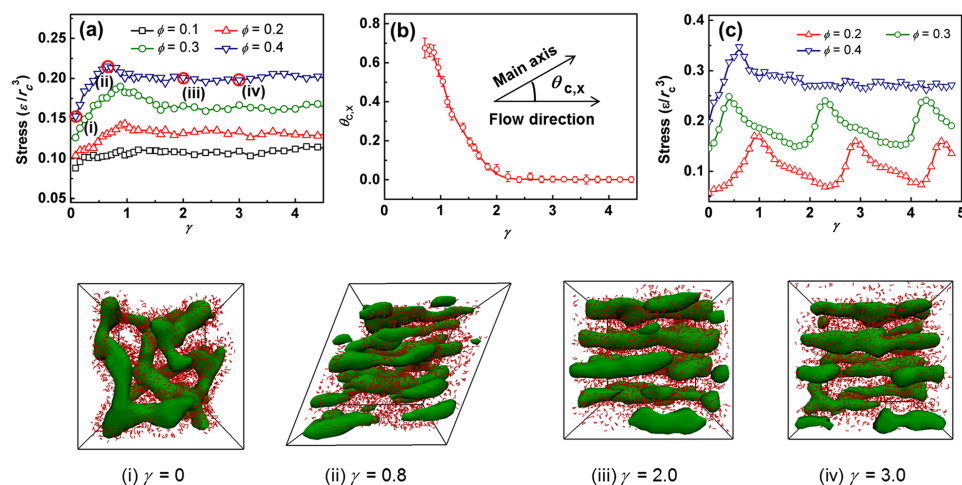 (a)
ϕ = 0.1
ϕ = 0.2
ϕ = 0.3
ϕ = 0.4
Stress (ε / r_c^3)
0.25
0.20
0.15
0.10
0.05
(i)
(ii)
(iii)
(iv)
0
1
2
3
4
γ
(b)
θ_c,x
0.8
0.6
0.4
0.2
0.0
Main axis
θ_c,x
Flow direction
0
1
2
3
4
γ
(c)
ϕ = 0.2
ϕ = 0.3
ϕ = 0.4
Stress (ε/r_c^3)
0.4
0.3
0.2
0.1
0
1
2
3
4
5
γ
(i) γ = 0
(ii) γ = 0.8
(iii) γ = 2.0
(iv) γ = 3.0